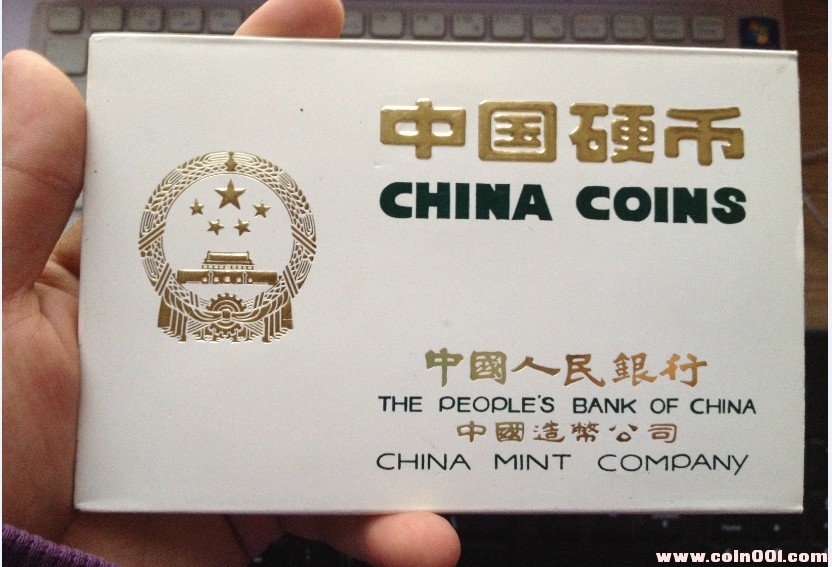 中国硬币
CHINA COINS
中國人民銀行
THE PEOPLE'S BANK OF CHINA
中國造幣公司
CHINA MINT COMPANY
www.coin001.com